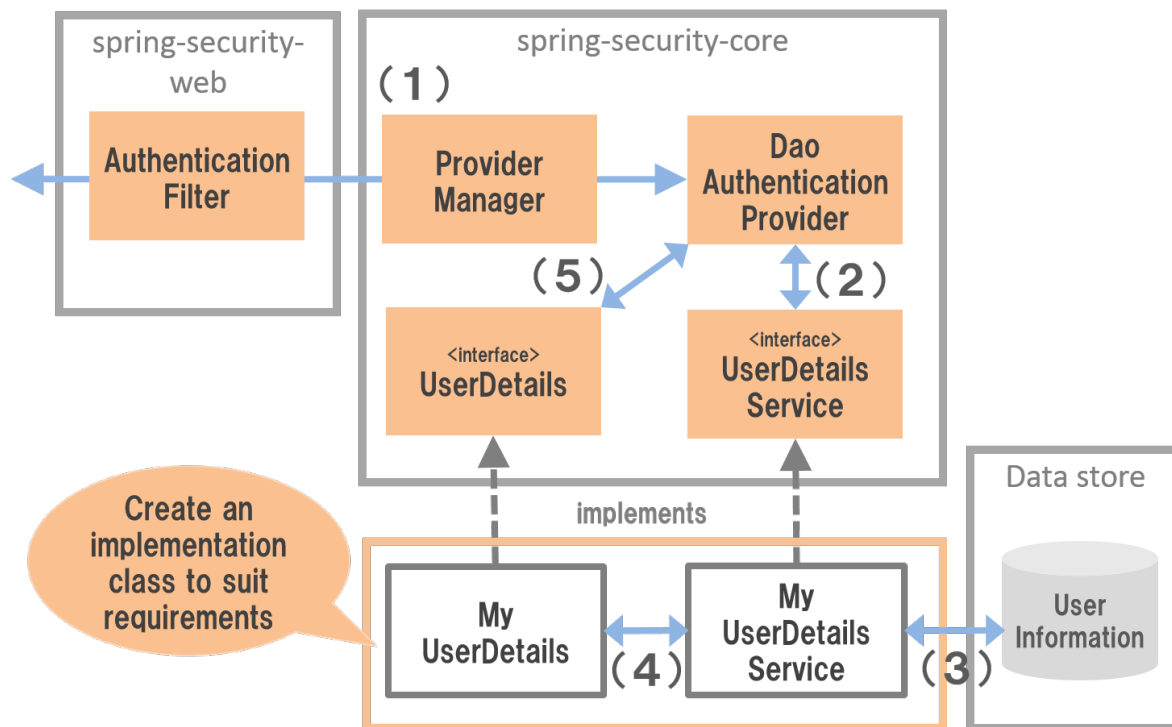 spring-security-
web
Authentication
Filter
spring-security-core
(1)
Provider
Manager
Dao
Authentication
Provider
(5)
(2)
<interface>
UserDetails
<interface>
UserDetails
Service
implements
Create an
implementation
class to suit
requirements
My
UserDetails
(4)
My
UserDetails
Service
(3)
Data store
User
Information